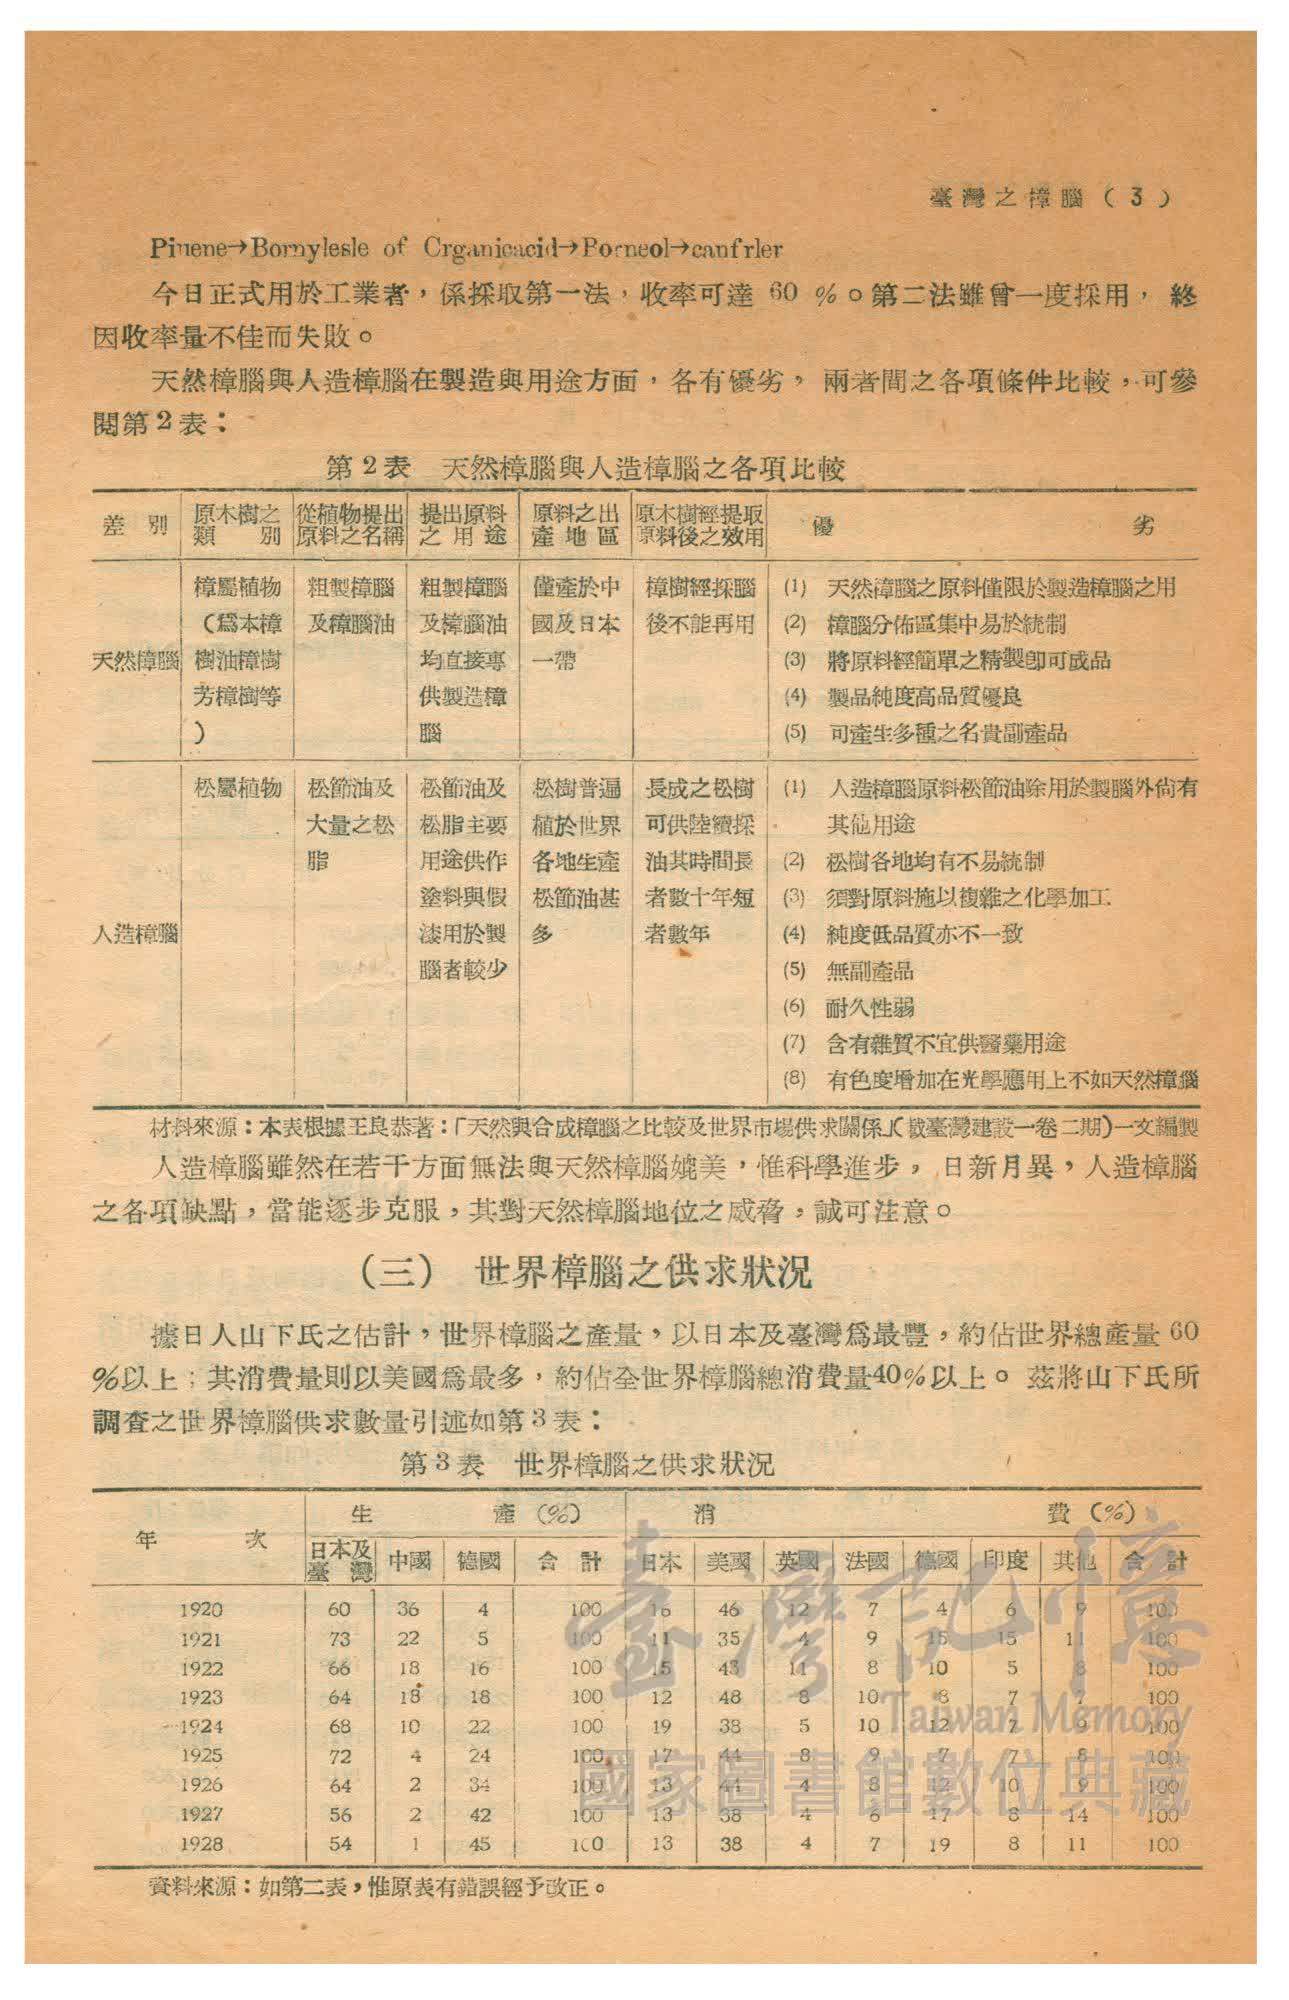 臺灣之樟腦(3)
Pinene→Bornylesle of Crganicacid→Borneol→canfrler
今日正式用於工業者，係採取第一法，收率可達 60 %。第二法雖曾一度採用，終
因收率量不佳而失敗。
天然樟腦與人造樟腦在製造與用途方面，各有優劣，兩者間之各項條件比較，可參
閱第2表：
第2表 天然樟腦與人造樟腦之各項比較
差別 原木樹之類別 從植物提出原料之名稱 提出原料之用途 原料之出產地區 原木樹經提取原料後之效用 優劣
樟屬植物 粗製樟腦 粗製樟腦 僅產於中 樟樹經採腦 (1) 天然樟腦之原料僅限於製造樟腦之用
(爲本樟 及樟腦油 及樟腦油 國及日本 後不能再用 (2) 樟腦分佈區集中易於統制
天然樟腦 樹油樟樹 均直接專 一帶 (3) 將原料經簡單之精製卽可成品
芳樟樹等 供製造樟 (4) 製品純度高品質優良
) 腦 (5) 可產生多種之名貴副產品
松屬植物 松節油及 松節油及 松樹普遍 長成之松樹 (1) 人造樟腦原料松節油除用於製腦外尙有
大量之松 松脂主要 植於世界 可供陸續採 其他用途
脂 用途供作 各地生產 油其時間長 (2) 松樹各地均有不易統制
塗料與假 松節油甚 者數十年短 (3) 須對原料施以複雜之化學加工
人造樟腦 漆用於製 多 者數年 (4) 純度低品質亦不一致
腦者較少 (5) 無副產品
(6) 耐久性弱
(7) 含有雜質不宜供醫藥用途
(8) 有色度增加在光學應用上不如天然樟腦
材料來源：本表根據王良恭著：「天然與合成樟腦之比較及世界市場供求關係」(載臺灣建設一卷二期)一文編製
人造樟腦雖然在若干方面無法與天然樟腦媲美，惟科學進步，日新月異，人造樟腦
之各項缺點，當能逐步克服，其對天然樟腦地位之威脅，誠可注意。
(三) 世界樟腦之供求狀況
據日人山下氏之估計，世界樟腦之產量，以日本及臺灣爲最豐，約佔世界總產量 60
%以上；其消費量則以美國爲最多，約佔全世界樟腦總消費量40%以上。茲將山下氏所
調查之世界樟腦供求數量引述如第3表：
第3表 世界樟腦之供求狀況
年次 生產(%) 消費(%)
日本及臺灣 中國 德國 合計 日本 美國 英國 法國 德國 印度 其他 合計
1920 60 36 4 100 16 46 12 7 4 6 9 100
1921 73 22 5 100 11 35 4 9 15 15 11 100
1922 66 18 16 100 15 43 11 8 10 5 8 100
1923 64 18 18 100 12 48 8 10 8 7 7 100
1924 68 10 22 100 19 38 5 10 12 7 9 100
1925 72 4 24 100 17 44 8 9 7 7 8 100
1926 64 2 34 100 13 44 4 8 12 10 9 100
1927 56 2 42 100 13 38 4 6 17 8 14 100
1928 54 1 45 100 13 38 4 7 19 8 11 100
資料來源：如第二表，惟原表有錯誤經予改正。
臺灣記憶
Taiwan Memory
國家圖書館數位典藏